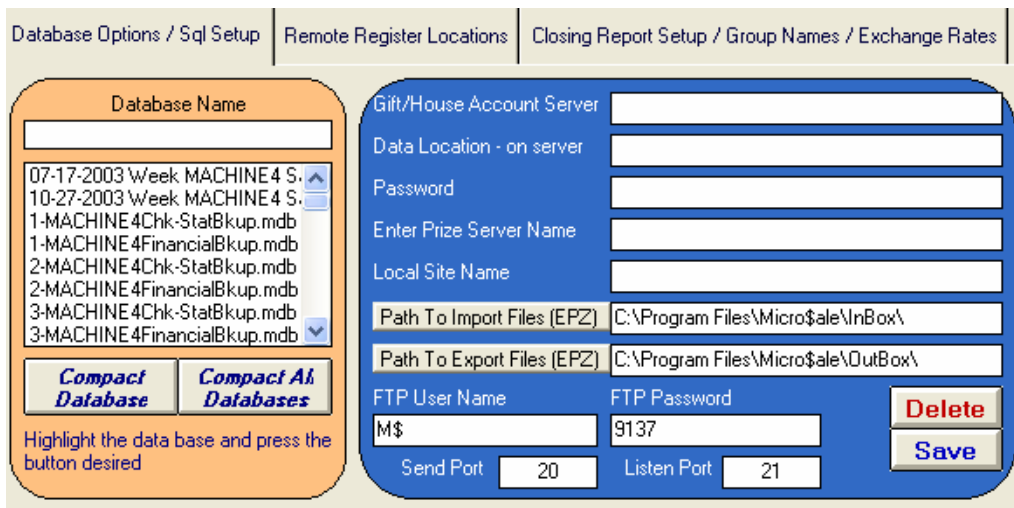 Database Options / Sql Setup
Remote Register Locations
Closing Report Setup / Group Names / Exchange Rates
Database Name
07-17-2003 Week MACHINE4 S
10-27-2003 Week MACHINE4 S
1-MACHINE4Chk-StatBkup.mdb
1-MACHINE4FinancialBkup.mdb
2-MACHINE4Chk-StatBkup.mdb
2-MACHINE4FinancialBkup.mdb
3-MACHINE4Chk-StatBkup.mdb
3-MACHINE4FinancialBkup.mdb
Compact
Database
Compact All
Databases
Highlight the data base and press the
button desired
Gift/House Account Server
Data Location - on server
Password
Enter Prize Server Name
Local Site Name
Path To Import Files (EPZ)
C:\Program Files\Micro$ale\InBox\
Path To Export Files (EPZ)
C:\Program Files\Micro$ale\OutBox\
FTP User Name
FTP Password
M$
9137
Send Port
20
Listen Port
21
Delete
Save